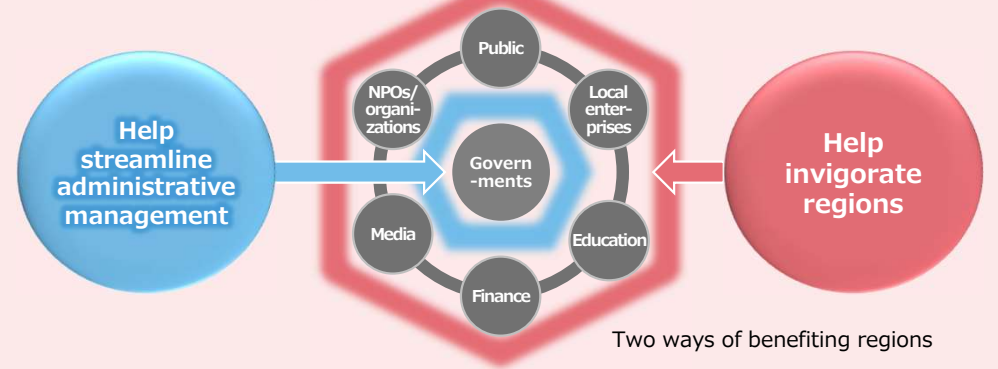 Help
streamline
administrative
management
Public
NPOs/
organi-
zations
Local
enter-
prises
Govern
-ments
Media
Education
Finance
Help
invigorate
regions
Two ways of benefiting regions